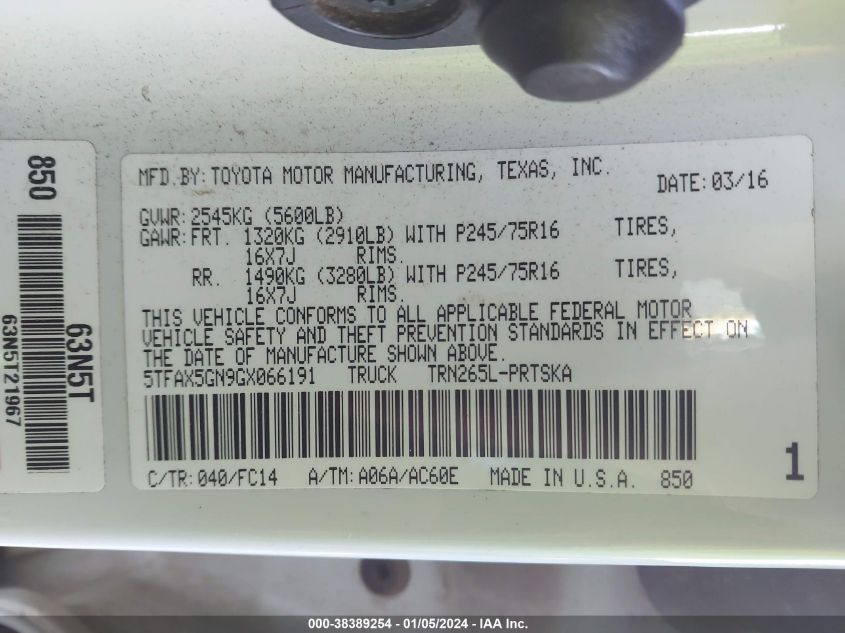 850
63N5T
63N5T21967
MFD.BY:TOYOTA MOTOR MANUFACTURING, TEXAS, INC.
DATE:03/16
GVWR:2545KG (5600LB)
GAWR:FRT. 1320KG (2910LB) WITH P245/75R16 TIRES,
16X7J RIMS.
RR. 1490KG (3280LB) WITH P245/75R16 TIRES,
16X7J RIMS.
THIS VEHICLE CONFORMS TO ALL APPLICABLE FEDERAL MOTOR
VEHICLE SAFETY AND THEFT PREVENTION STANDARDS IN EFFECT ON
THE DATE OF MANUFACTURE SHOWN ABOVE.
5TFAX5GN9GX066191 TRUCK TRN265L-PRTSKA
C/TR:040/FC14 A/TM:A06A/AC60E MADE IN U.S.A. 850
1
000-38389254 - 01/05/2024 - IAA Inc.